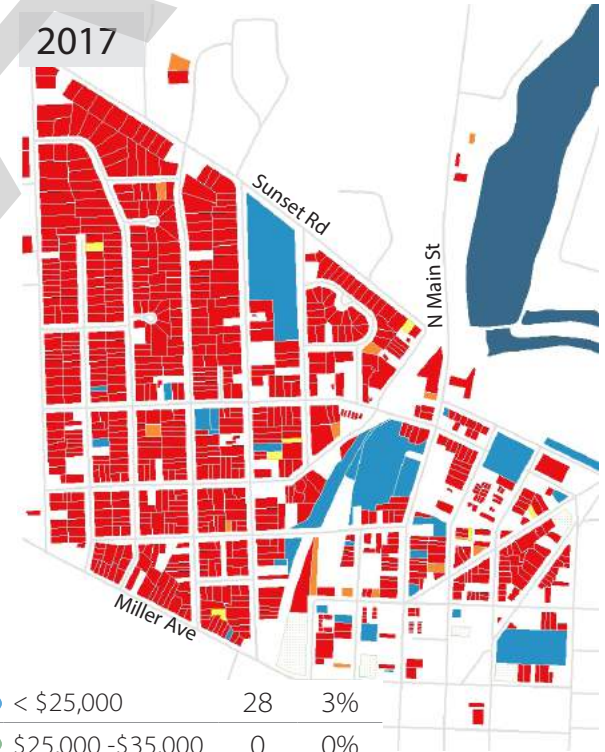 2017
Sunset Rd
N Main St
Miller Ave
< $25,000 28 3%
$25,000 -$35,000 0 0%